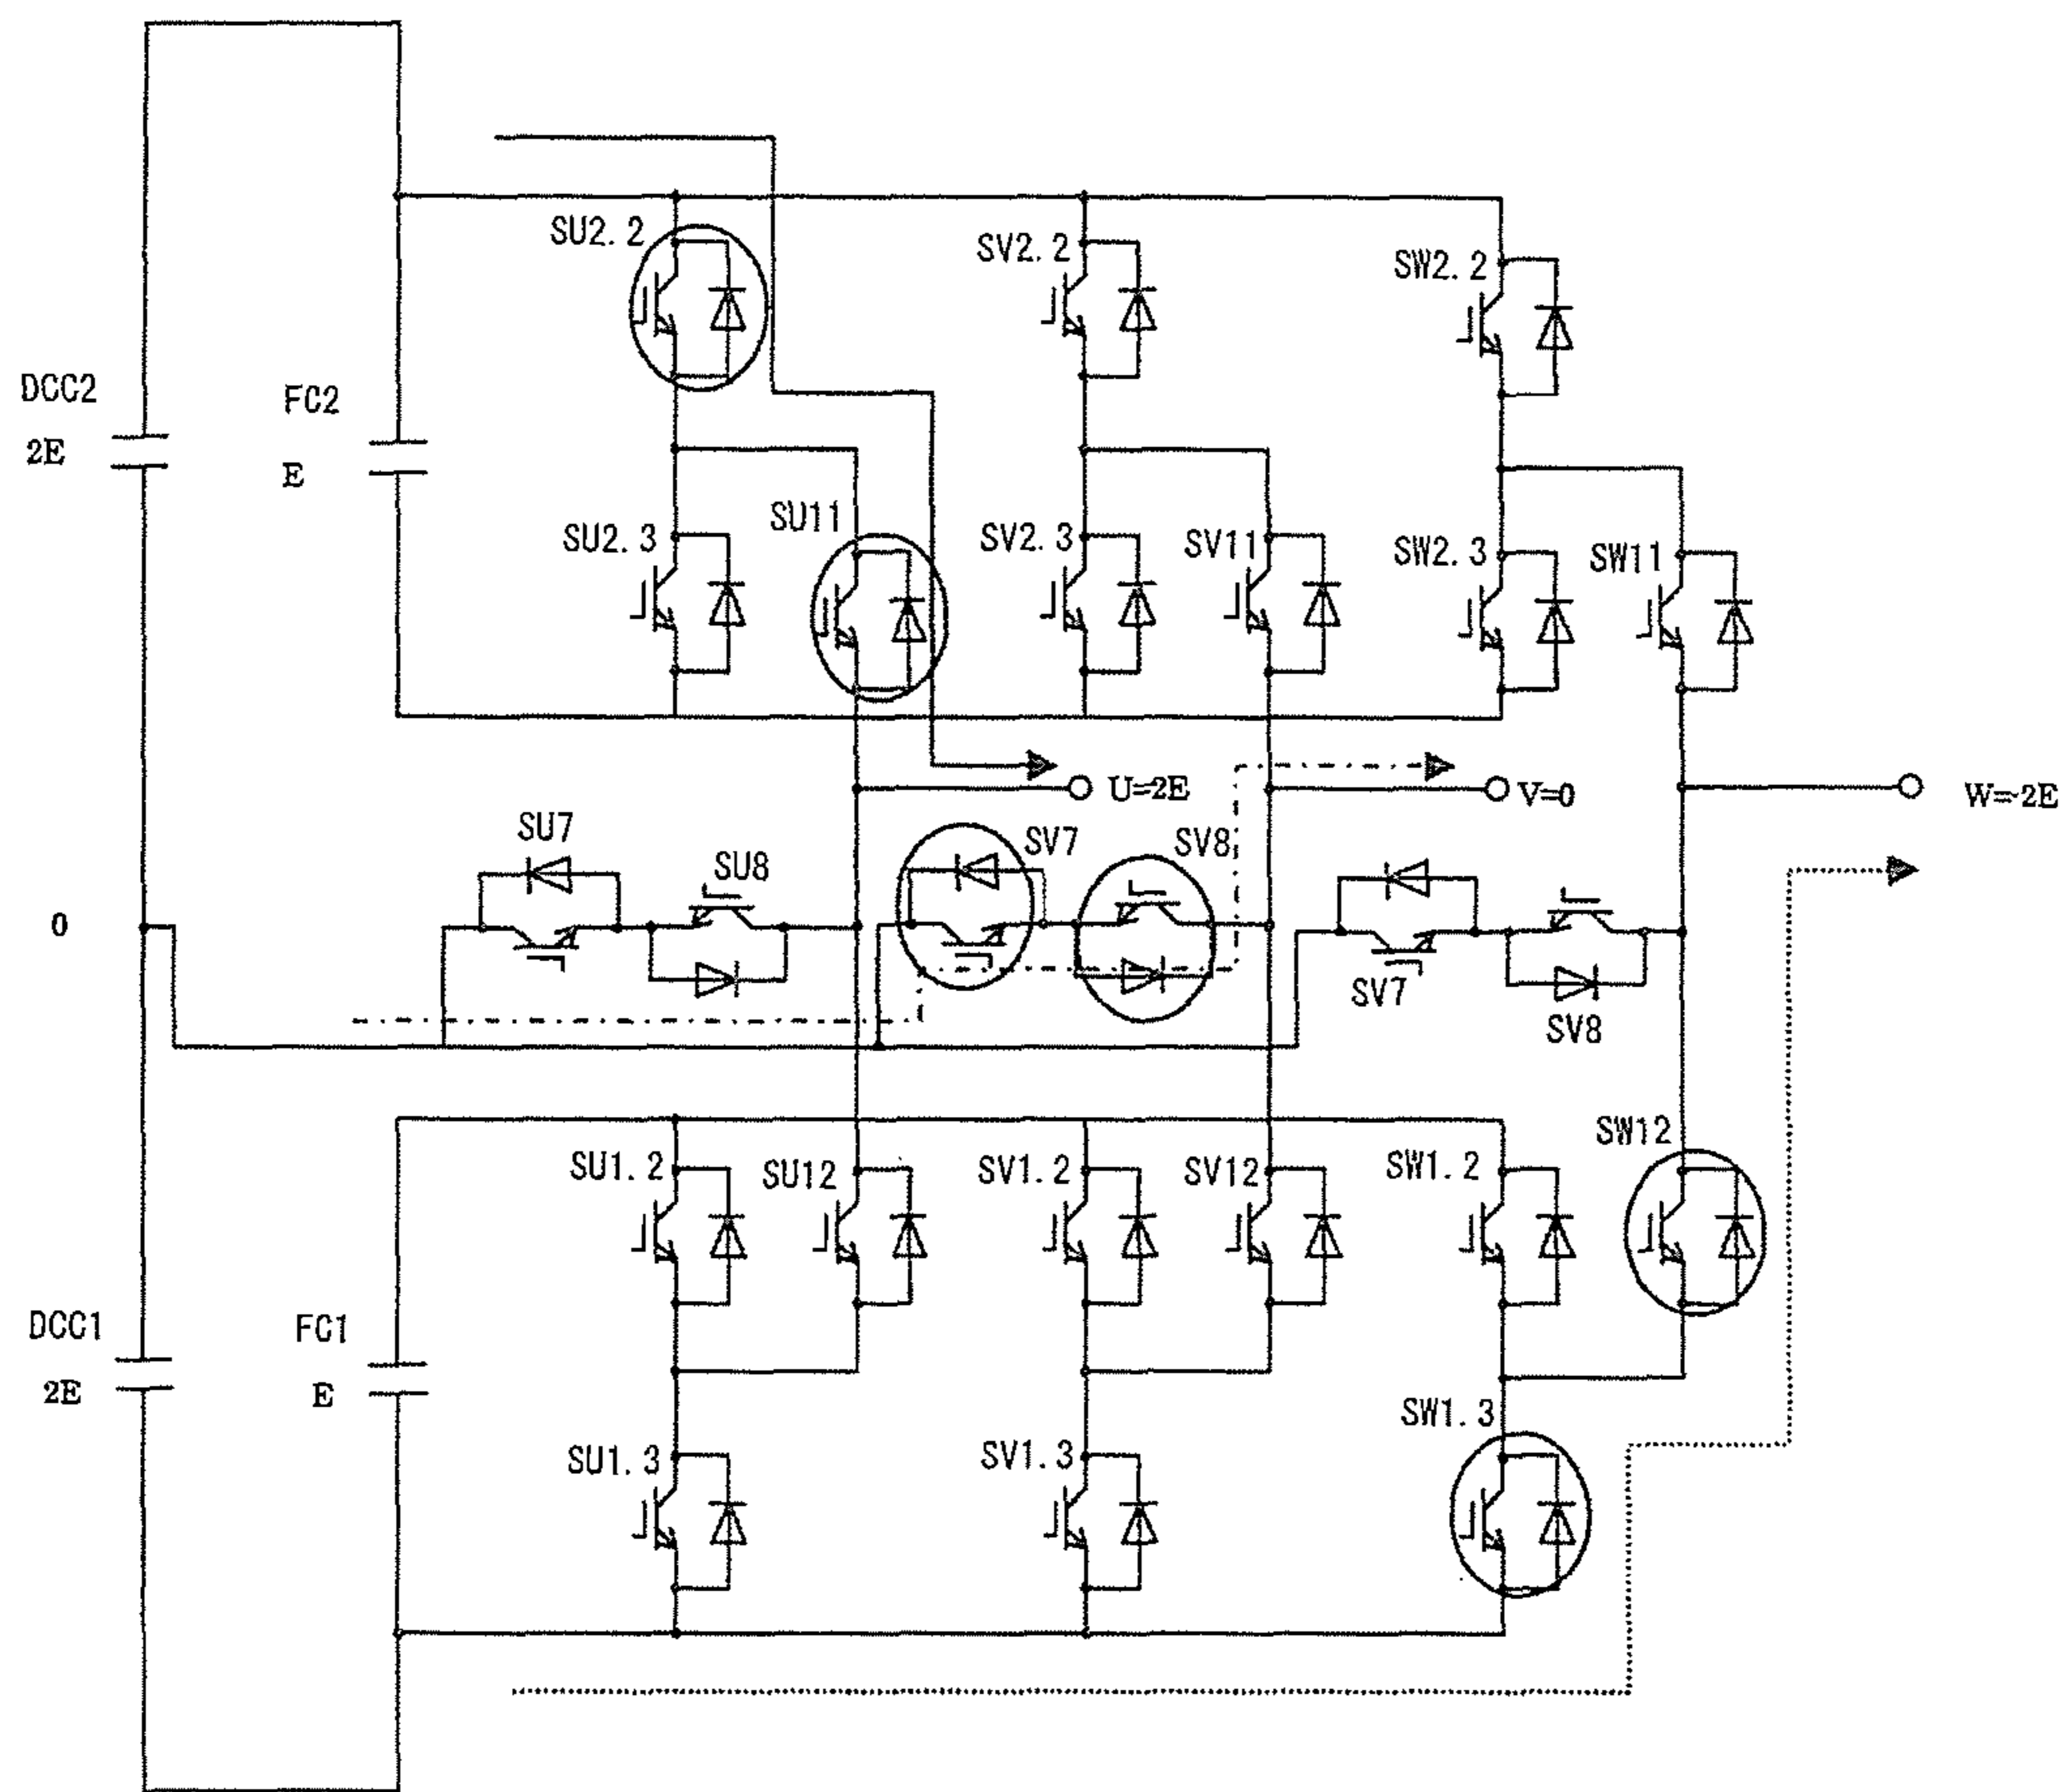 SU2.2
SV2.2
SW2.2
DCC2
2E
FC2
E
SU2.3
SU11
SV2.3
SV11
SW2.3
SW11
U=2E
V=0
W=-2E
SU7
SU8
SV7
SV8
0
SV7
SV8
SU1.2
SU12
SV1.2
SV12
SW1.2
SW12
DCC1
2E
FC1
E
SU1.3
SV1.3
SW1.3